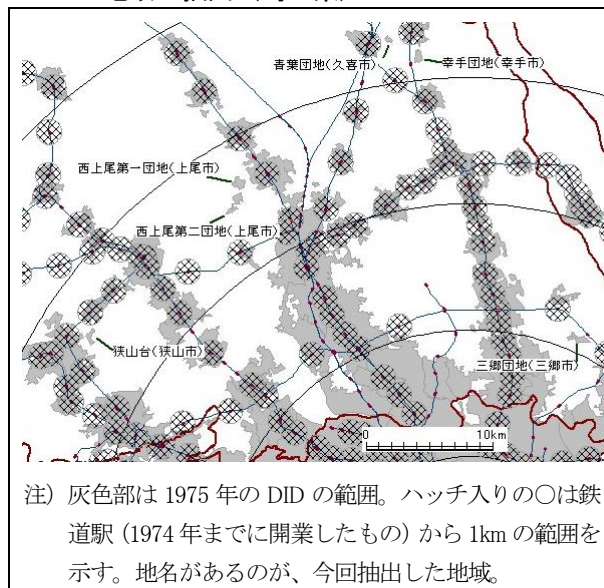 青葉団地(久喜市)
幸手団地(幸手市)
西上尾第一団地(上尾市)
西上尾第二団地(上尾市)
狭山台(狭山市)
三郷団地(三郷市)
0 10km
注) 灰色部は 1975 年の DID の範囲。ハッチ入りの○は鉄
道駅 (1974 年までに開業したもの) から 1km の範囲を
示す。地名があるのが、今回抽出した地域。